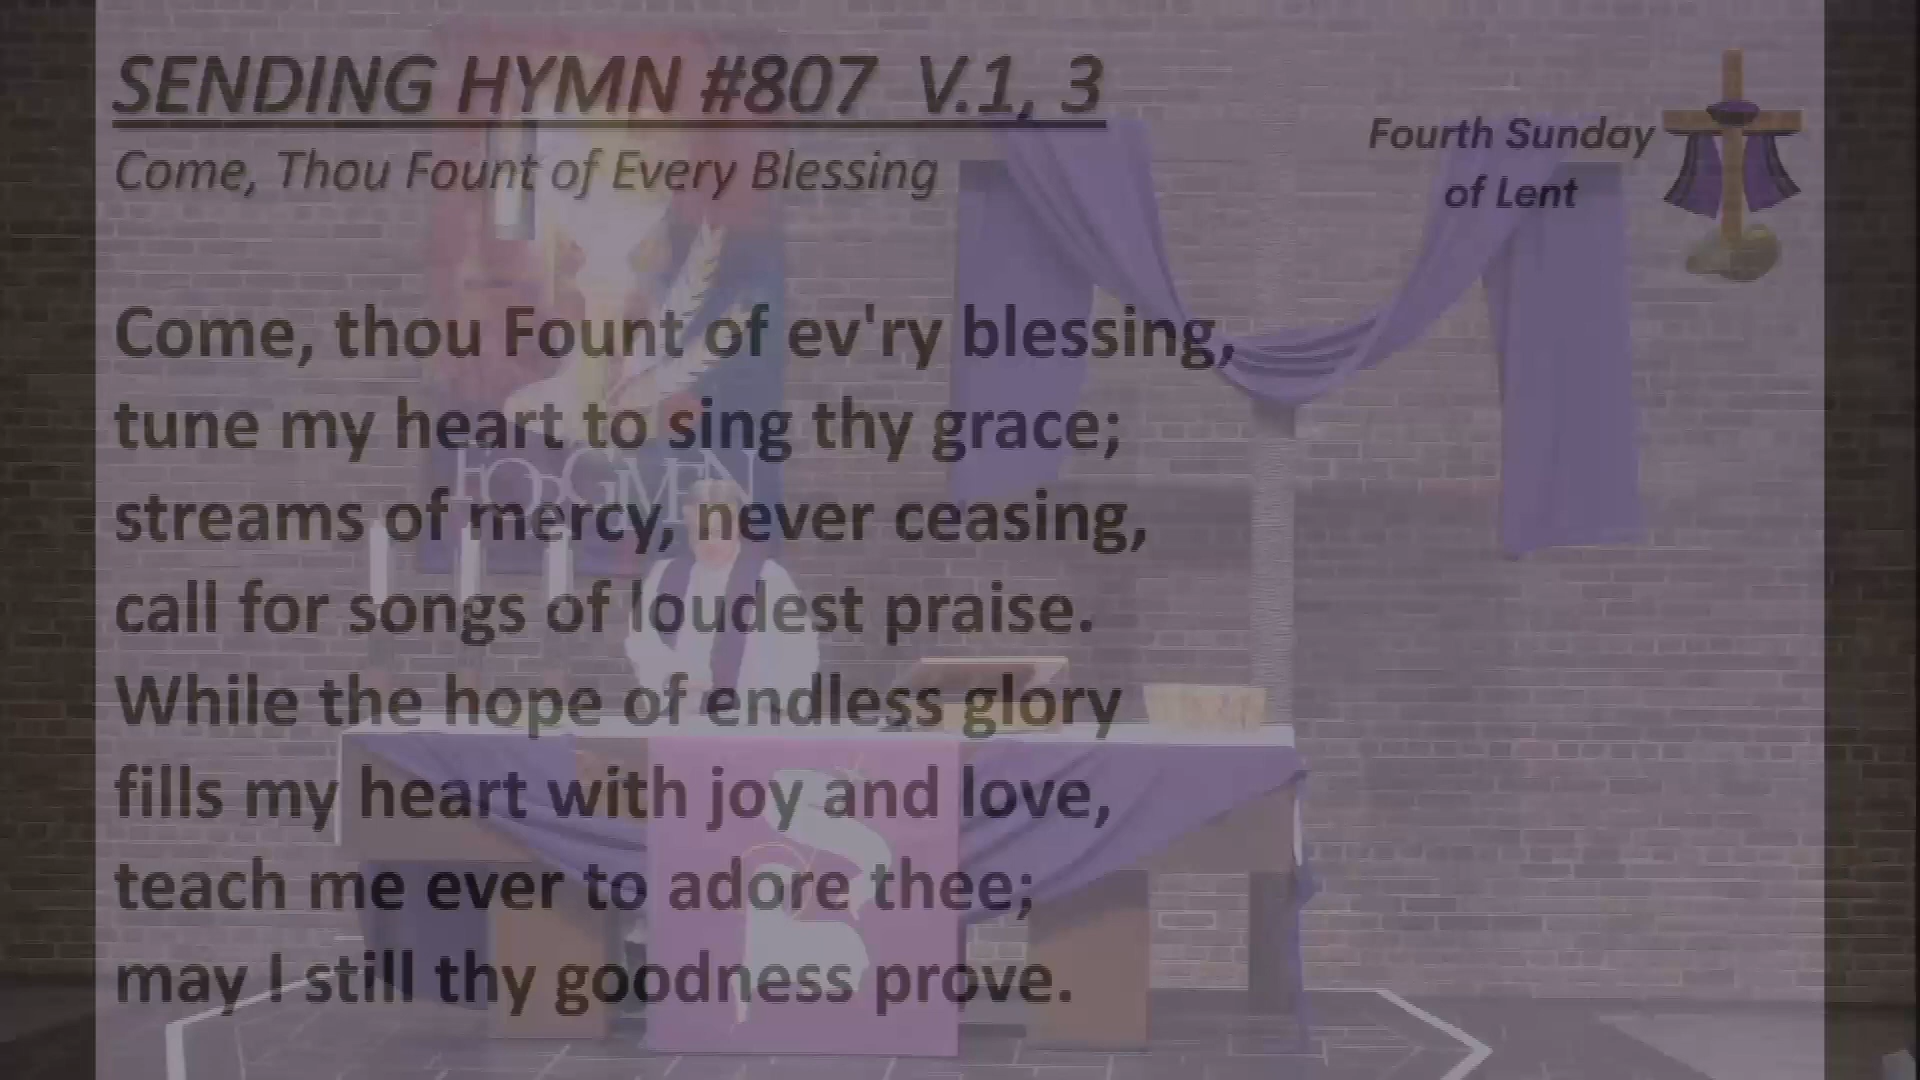 SENDING HYMN #807 V.1, 3
Come, Thou Fount of Every Blessing
Fourth Sunday
of Lent
Come, thou Fount of ev'ry blessing,
tune my heart to sing thy grace;
streams of mercy, never ceasing,
call for songs of loudest praise.
While the hope of endless glory
fills my heart with joy and love,
teach me ever to adore thee;
may I still thy goodness prove.